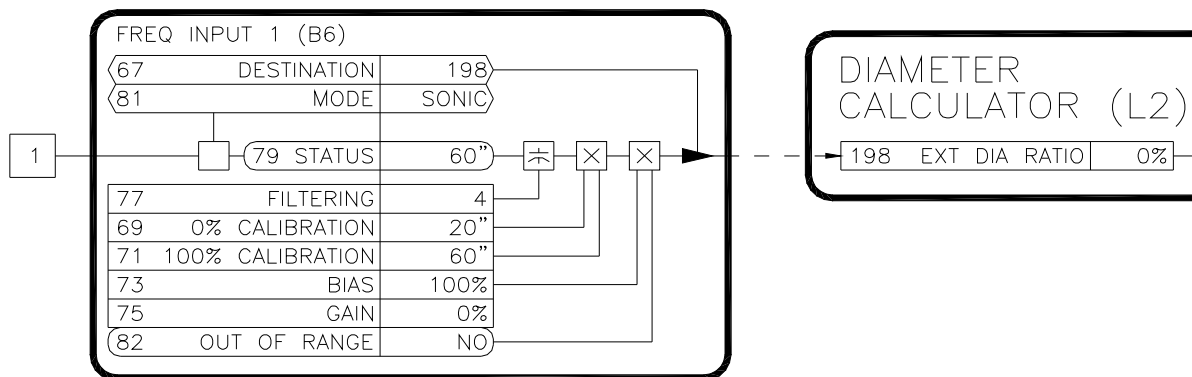 FREQ INPUT 1 (B6)
67 DESTINATION 198
81 MODE SONIC
1
79 STATUS 60”
77 FILTERING 4
69 0% CALIBRATION 20”
71 100% CALIBRATION 60”
73 BIAS 100%
75 GAIN 0%
82 OUT OF RANGE NO
DIAMETER
CALCULATOR (L2)
198 EXT DIA RATIO 0%